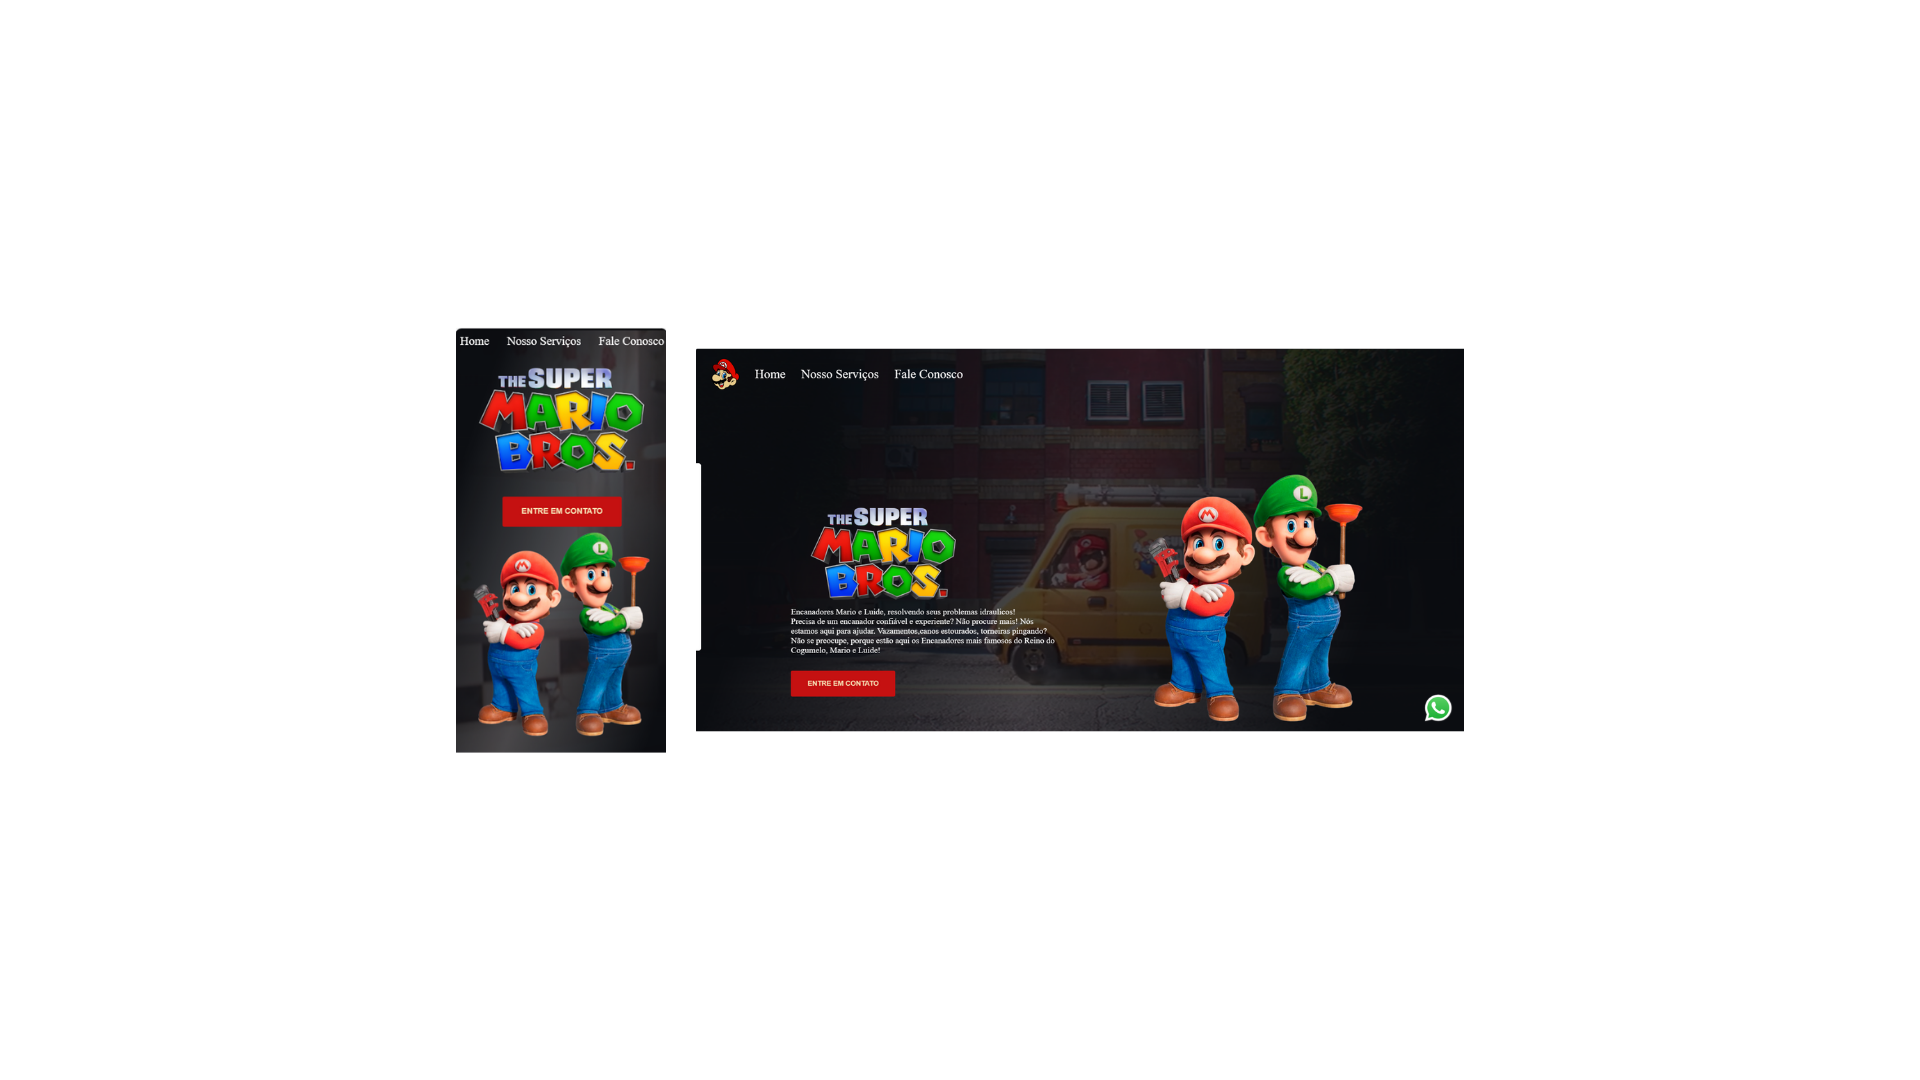 Home Nosso Serviços Fale Conosco
THE SUPER
MARIO
BROS.
ENTRE EM CONTATO
M
L
Home Nosso Serviços Fale Conosco
THE SUPER
MARIO
BROS.
Encanadores Mario e Luide, resolvendo seus problemas idraulicos!
Precisa de um encanador confiável e experiente? Não procure mais! Nós
estamos aqui para ajudar. Vazamentos,canos estourados, torneiras pingando?
Não se preocupe, porque estão aqui os Encanadores mais famosos do Reino do
Cogumelo, Mario e Luide!
ENTRE EM CONTATO
M
L